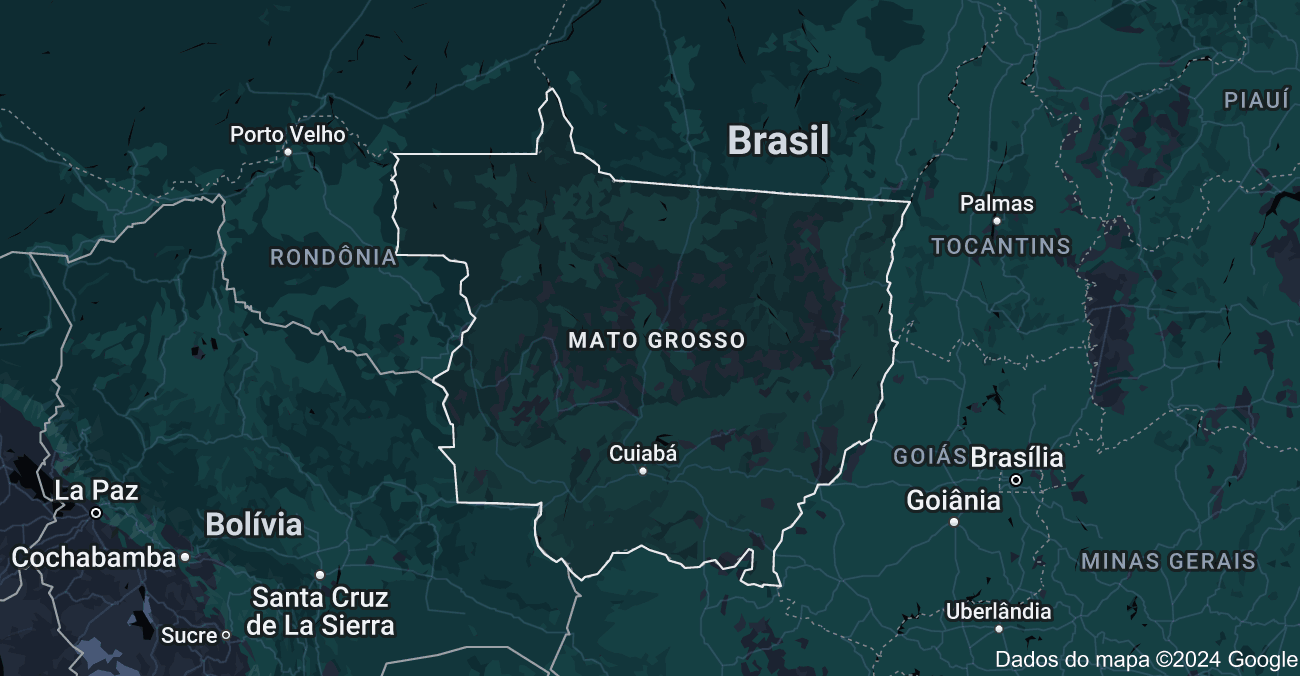 PIAUÍ
Porto Velho
Brasil
Palmas
TOCANTINS
RONDÔNIA
MATO GROSSO
Cuiabá
GOIÁS
Brasília
La Paz
Goiânia
Bolívia
Cochabamba
MINAS GERAIS
Santa Cruz
de La Sierra
Uberlândia
Sucre
Dados do mapa ©2024 Google